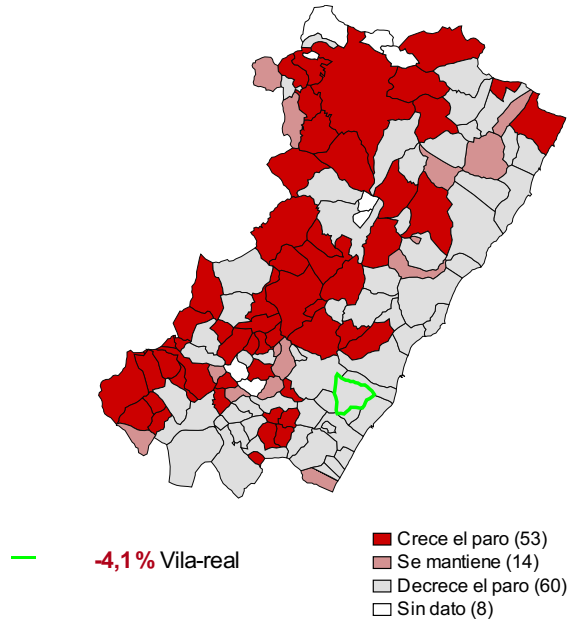 -4,1% Vila-real
Crece el paro (53)
Se mantiene (14)
Decrece el paro (60)
Sin dato (8)